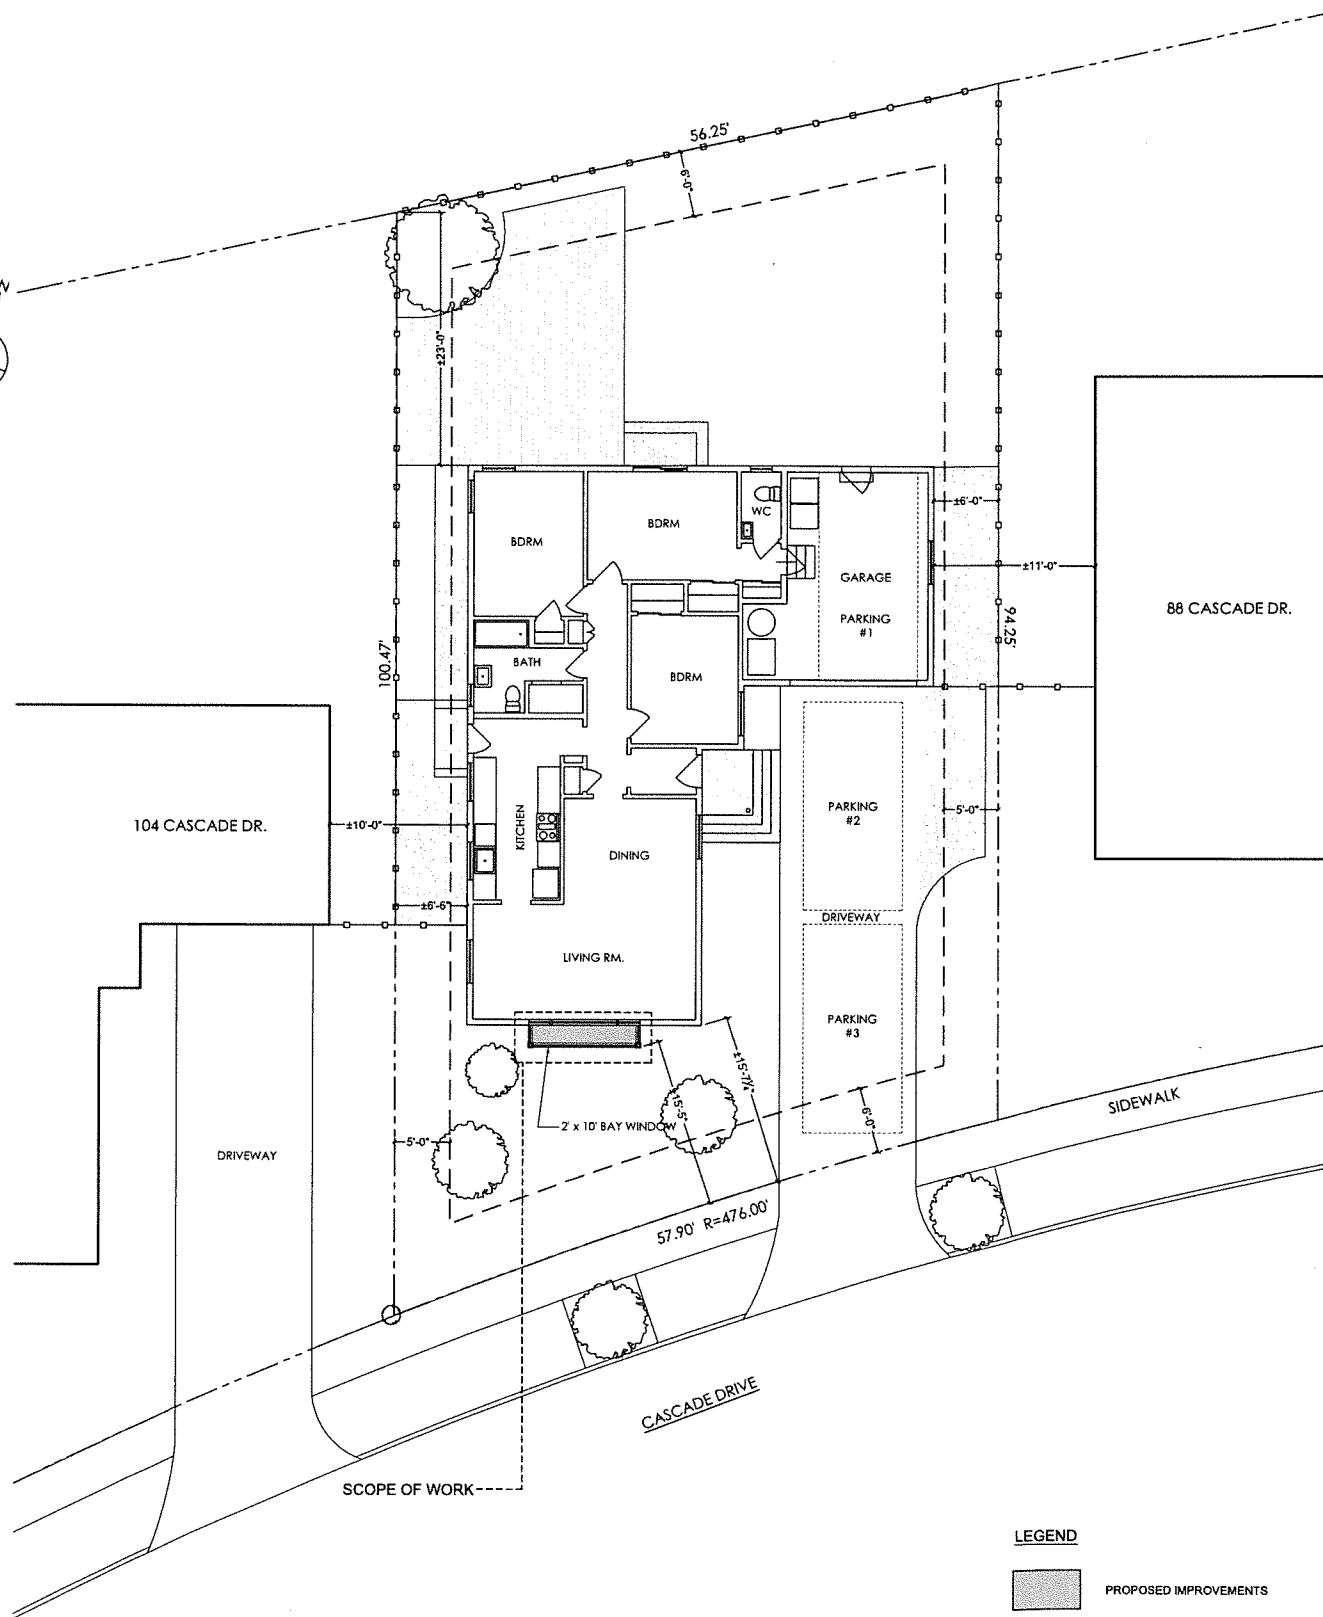 56.25'
6'-0"
±23'-0"
BDRM
BDRM
WC
±6'-0"
GARAGE
±11'-0"
PARKING
#1
88 CASCADE DR.
94.25'
100.47'
BATH
BDRM
104 CASCADE DR.
±10'-0"
KITCHEN
DINING
PARKING
#2
5'-0"
±6'-6"
DRIVEWAY
LIVING RM.
PARKING
#3
±15'-7¼"
15'-5"
2' x 10' BAY WINDOW
6'-0"
SIDEWALK
5'-0"
DRIVEWAY
57.90' R=476.00'
CASCADE DRIVE
SCOPE OF WORK
LEGEND
PROPOSED IMPROVEMENTS